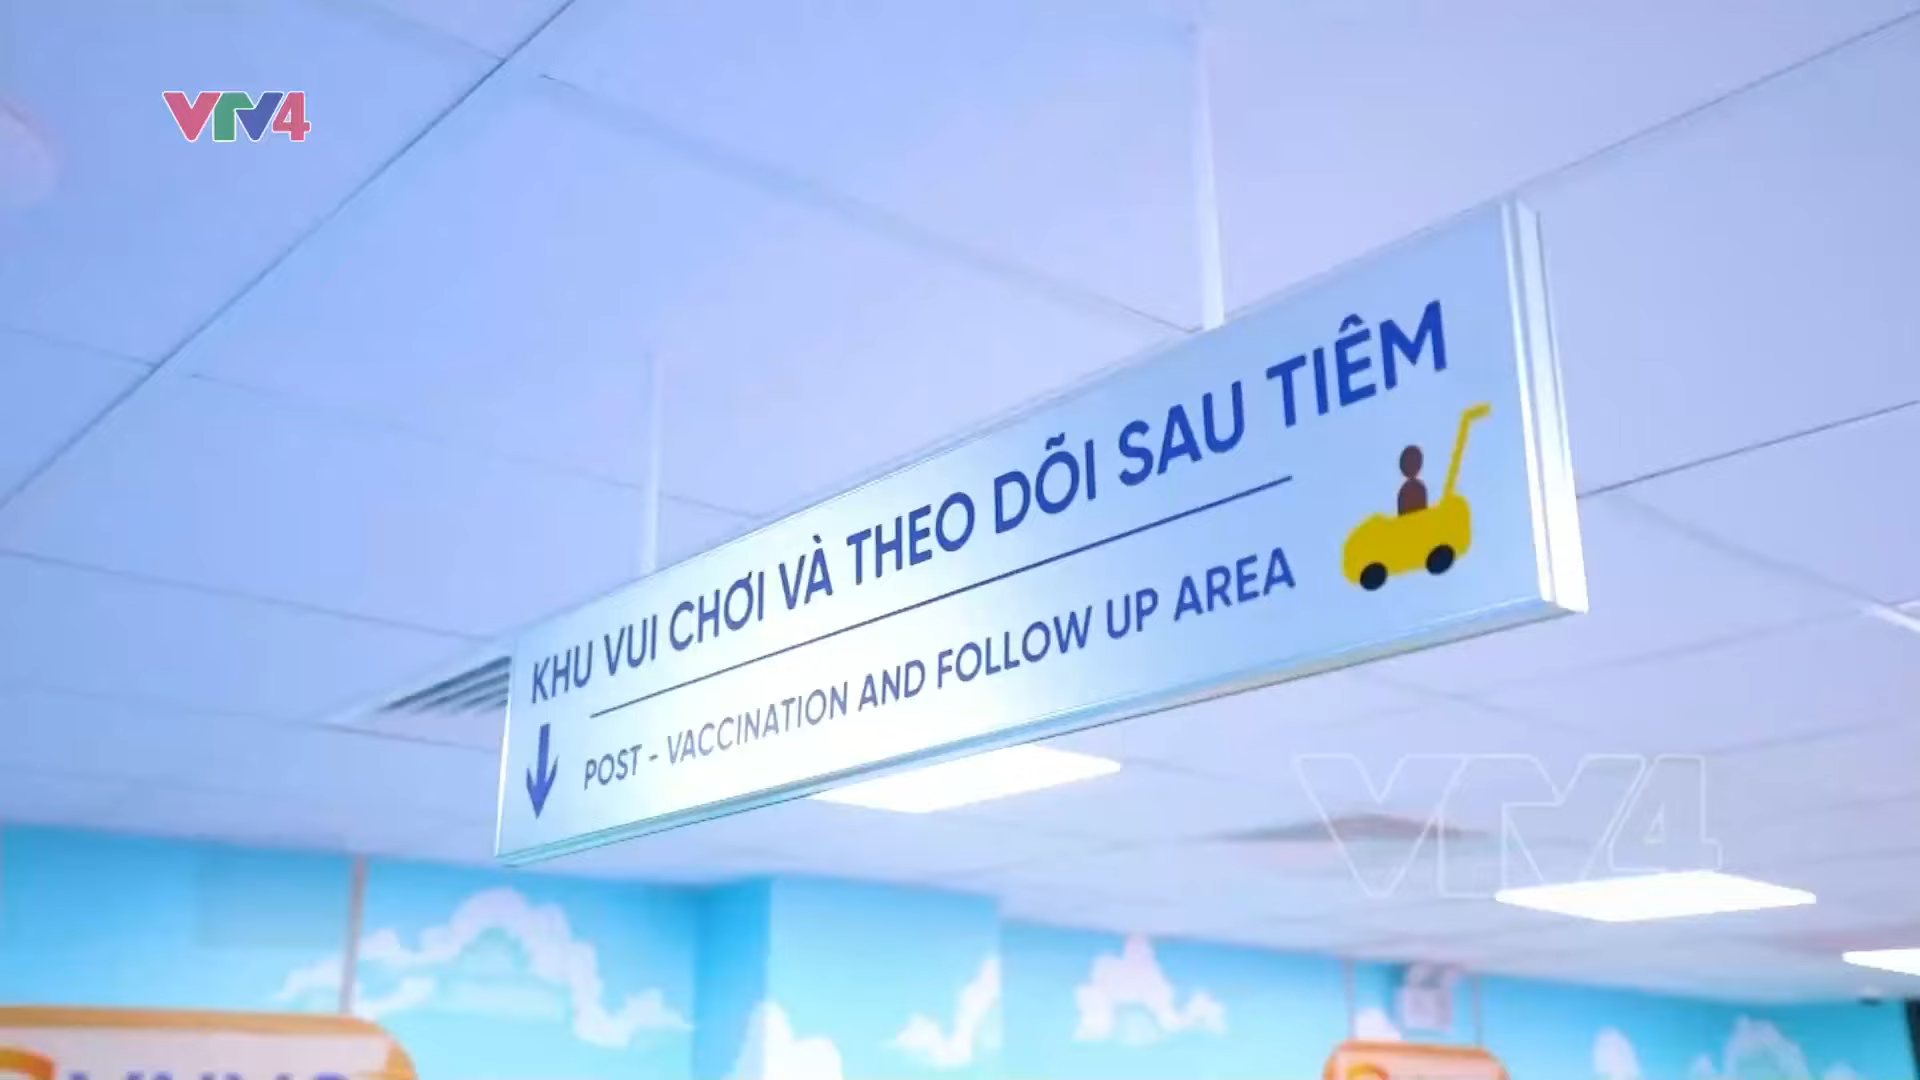 VTV4
KHU VUI CHƠI VÀ THEO DÕI SAU TIÊM
POST - VACCINATION AND FOLLOW UP AREA
VTV4